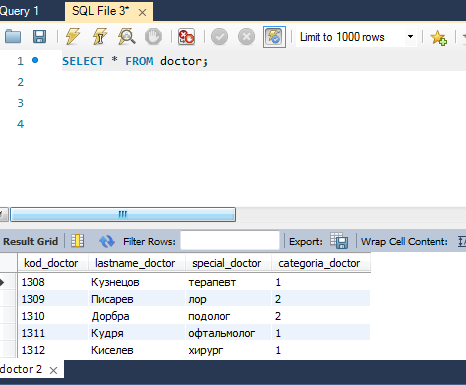 Query 1 SQL File 3*
Limit to 1000 rows
1 SELECT * FROM doctor;
2
3
4
Result Grid Filter Rows: Export: Wrap Cell Content:
kod_doctor lastname_doctor special_doctor categoria_doctor
1308 Кузнецов терапевт 1
1309 Писарев лор 2
1310 Дорбра подолог 2
1311 Кудря офтальмолог 1
1312 Киселев хирург 1
doctor 2